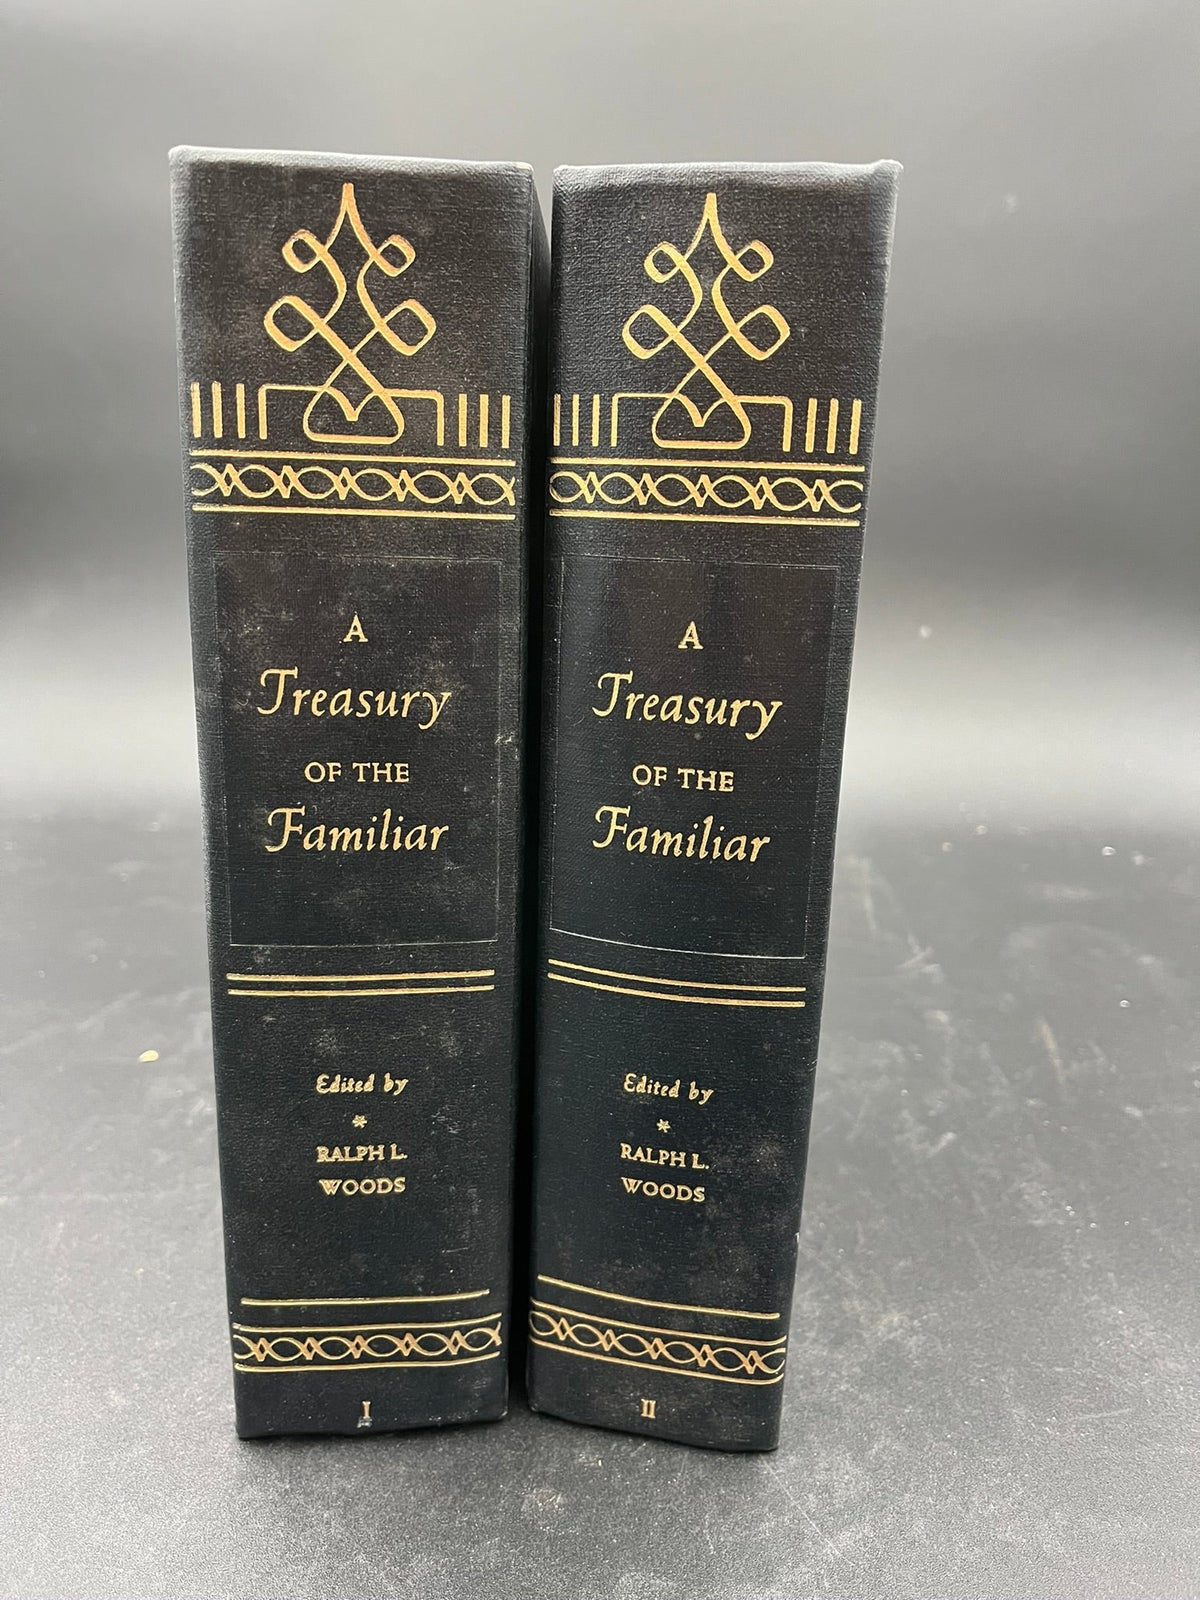 A
Treasury
OF THE
Familiar
Edited by
*
RALPH L.
WOODS
I
A
Treasury
OF THE
Familiar
Edited by
*
RALPH L.
WOODS
II